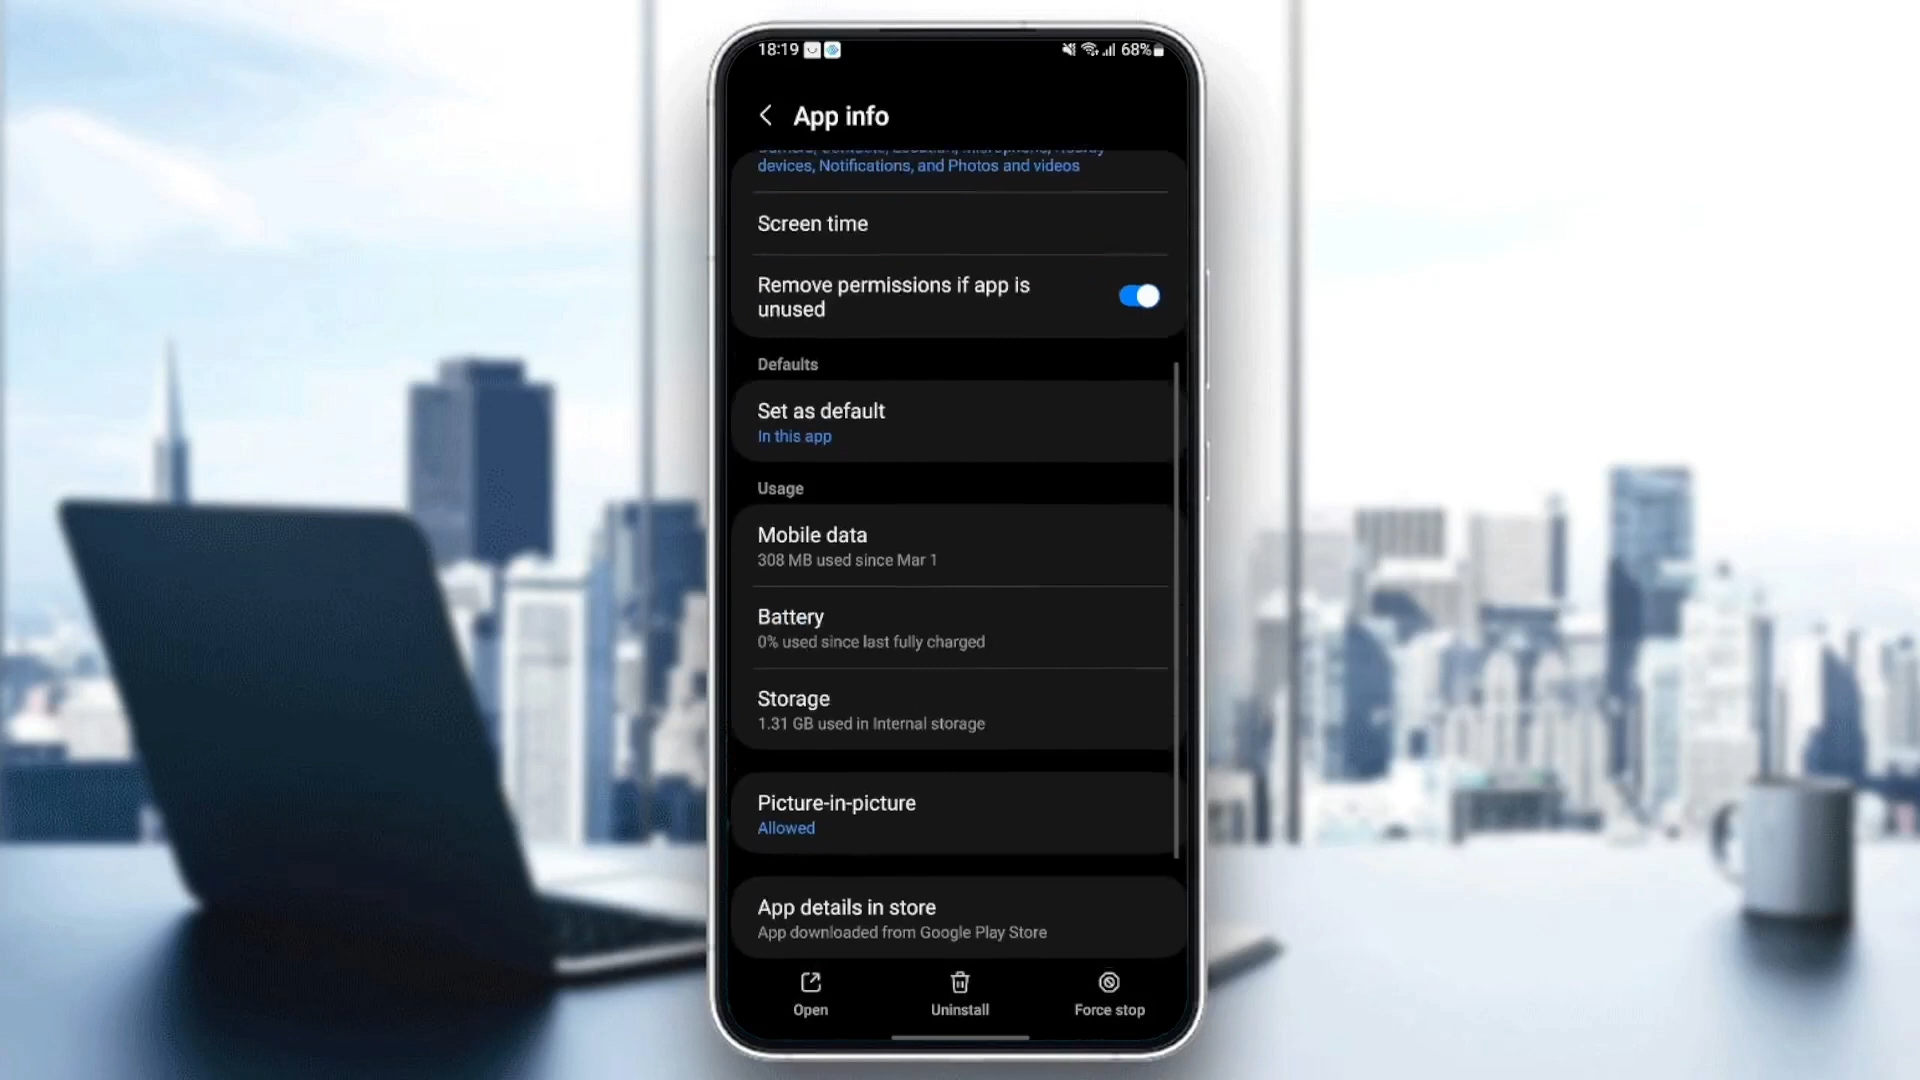 18:19
68%
App info
devices, Notifications, and Photos and videos
Screen time
Remove permissions if app is
unused
Defaults
Set as default
In this app
Usage
Mobile data
308 MB used since Mar 1
Battery
0% used since last fully charged
Storage
1.31 GB used in Internal storage
Picture-in-picture
Allowed
App details in store
App downloaded from Google Play Store
Open
Uninstall
Force stop